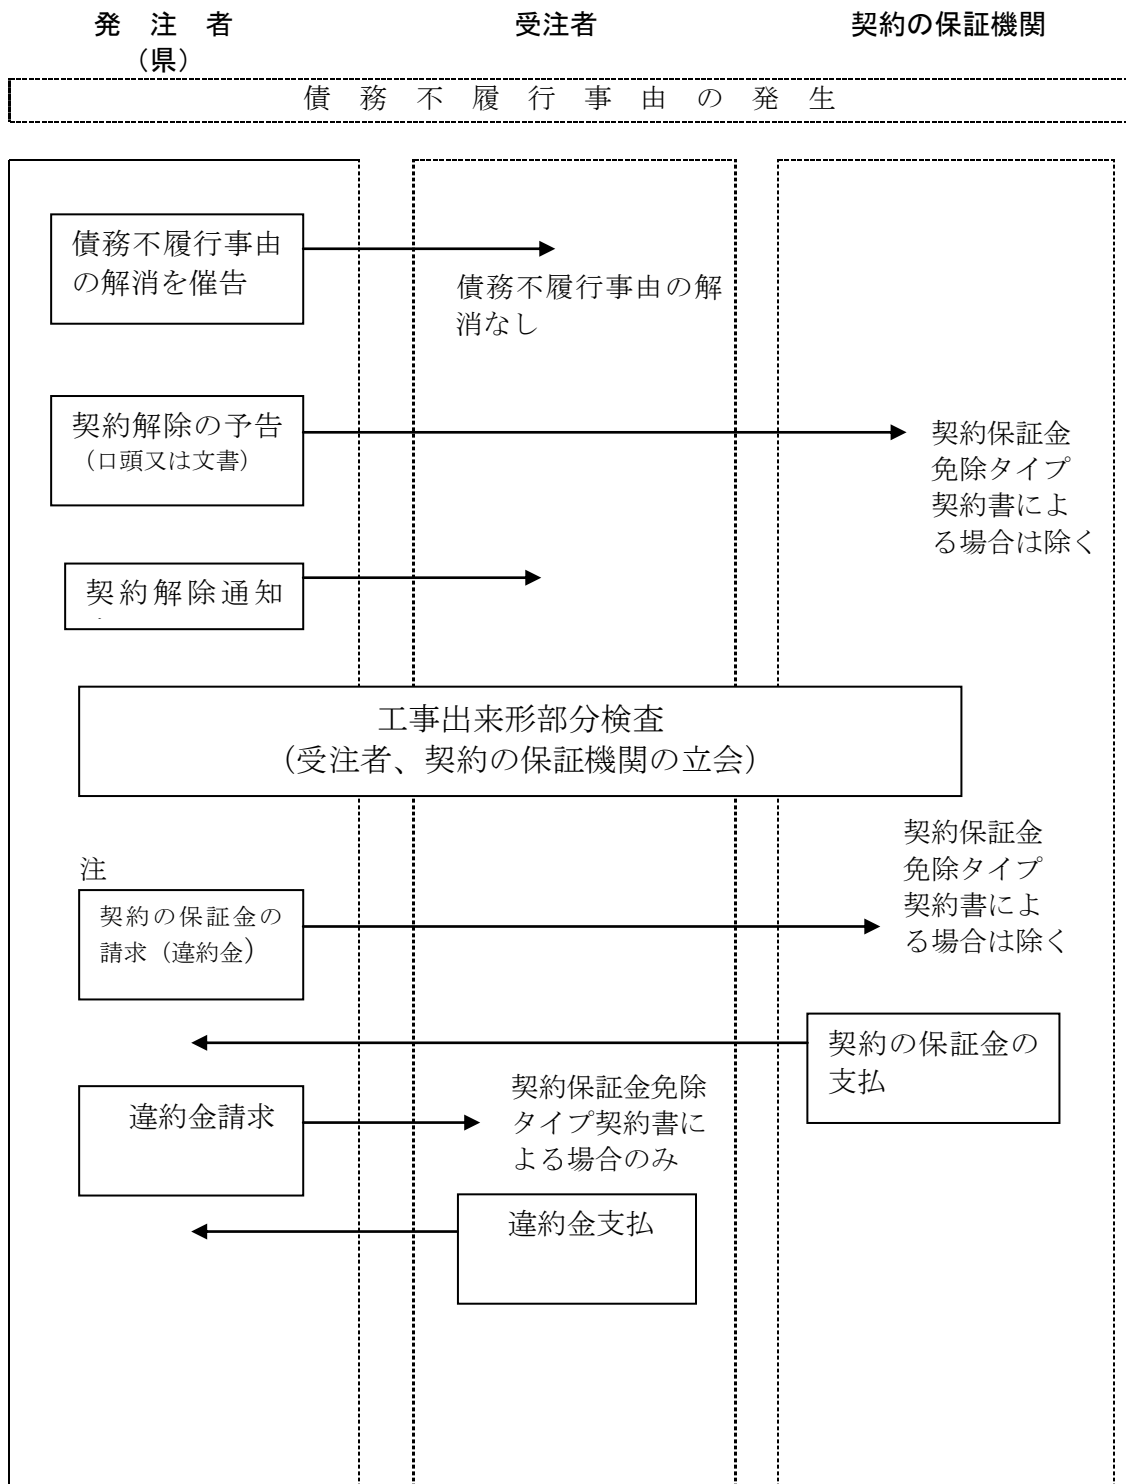 発　注　者　　受注者　　契約の保証機関
（県）
債　務　不　履　行　事　由　の　発　生
債務不履行事由
の解消を催告
債務不履行事由の解
消なし
契約解除の予告
（口頭又は文書）
契約保証金
免除タイプ
契約書によ
る場合は除く
契約解除通知
工事出来形部分検査
（受注者、契約の保証機関の立会）
契約保証金
免除タイプ
契約書によ
る場合は除く
注
契約の保証金の
請求（違約金）
契約の保証金の
支払
違約金請求
契約保証金免除
タイプ契約書に
よる場合のみ
違約金支払